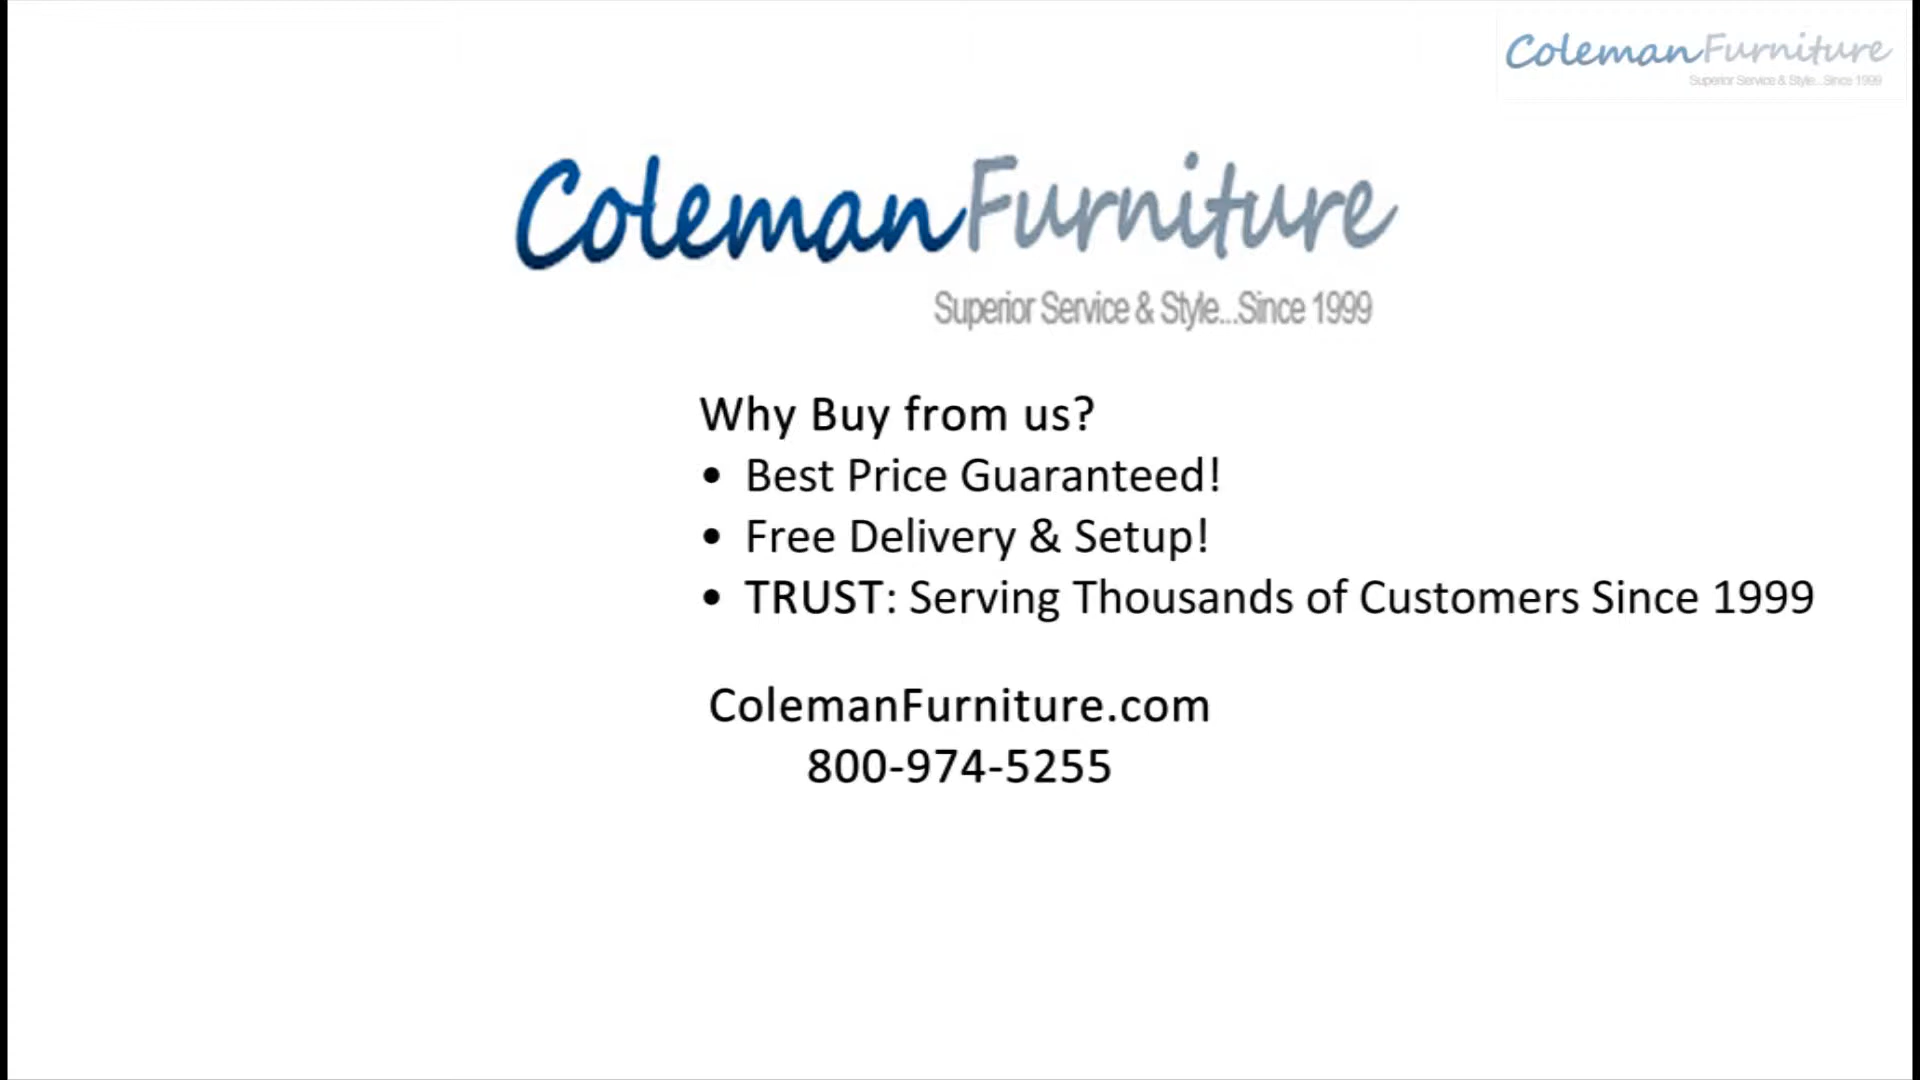 ColemanFurniture
Superior Service & Style...Since 1999
ColemanFurniture
Superior Service & Style...Since 1999
Why Buy from us?
• Best Price Guaranteed!
• Free Delivery & Setup!
• TRUST: Serving Thousands of Customers Since 1999
ColemanFurniture.com
800-974-5255